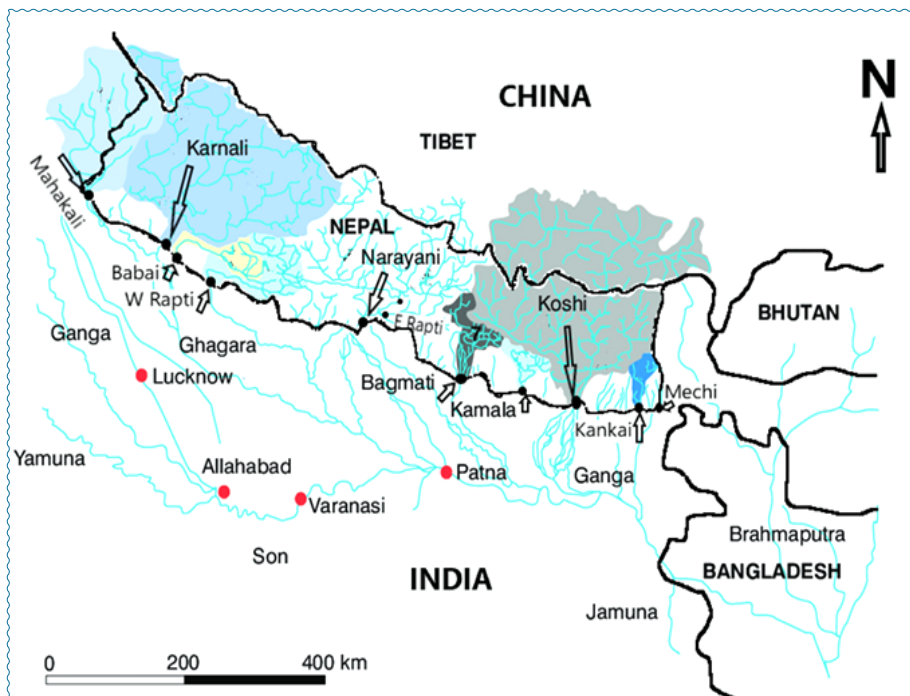 CHINA
N
TIBET
Karnali
Mahakali
NEPAL
Narayani
Koshi
BHUTAN
Babai
W Rapti
E Rapti
Ganga
Ghagara
Lucknow
Bagmati
Kamala
Mechi
Kankai
Yamuna
Allahabad
Patna
Ganga
Varanasi
Son
Brahmaputra
BANGLADESH
INDIA
Jamuna
0 200 400 km